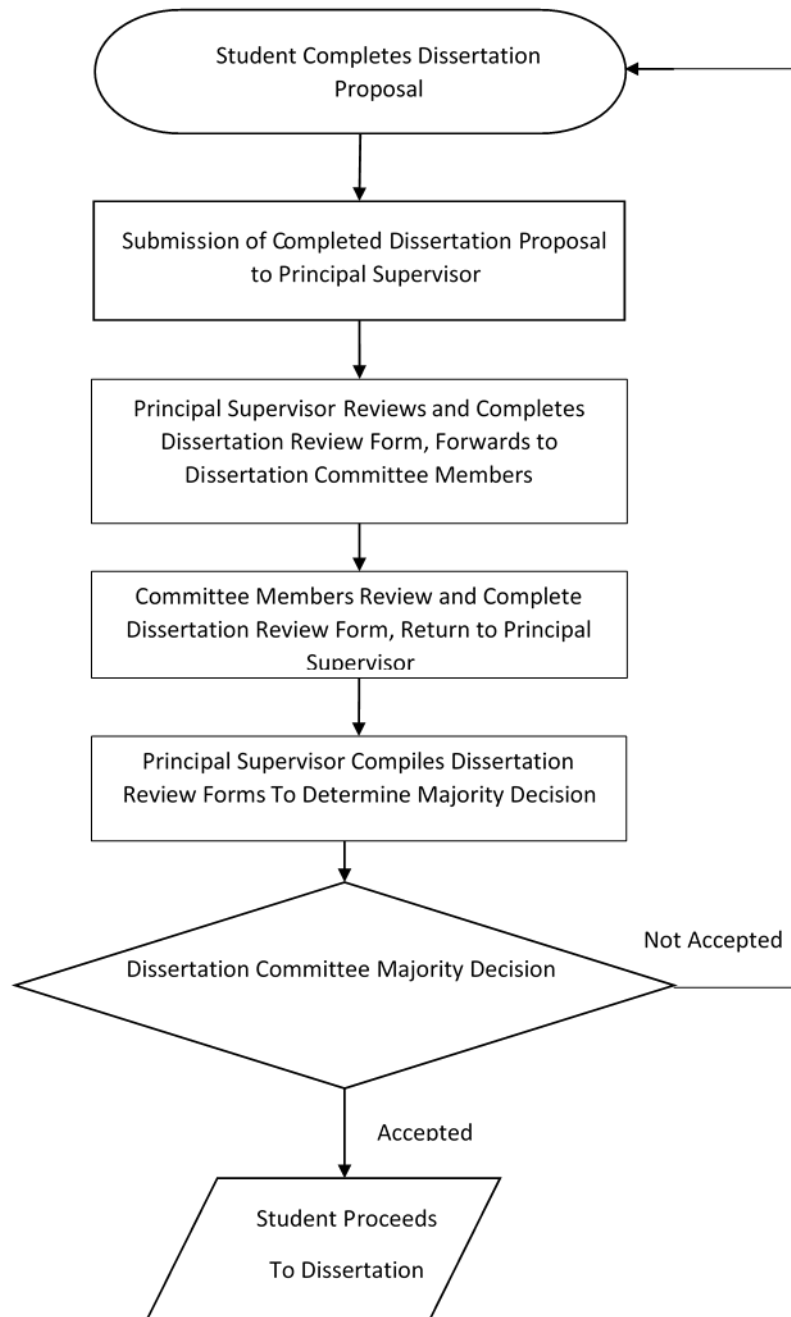 Student Completes Dissertation
Proposal
Submission of Completed Dissertation Proposal
to Principal Supervisor
Principal Supervisor Reviews and Completes
Dissertation Review Form, Forwards to
Dissertation Committee Members
Committee Members Review and Complete
Dissertation Review Form, Return to Principal
Supervisor
Principal Supervisor Compiles Dissertation
Review Forms To Determine Majority Decision
Not Accepted
Dissertation Committee Majority Decision
Accepted
Student Proceeds
To Dissertation